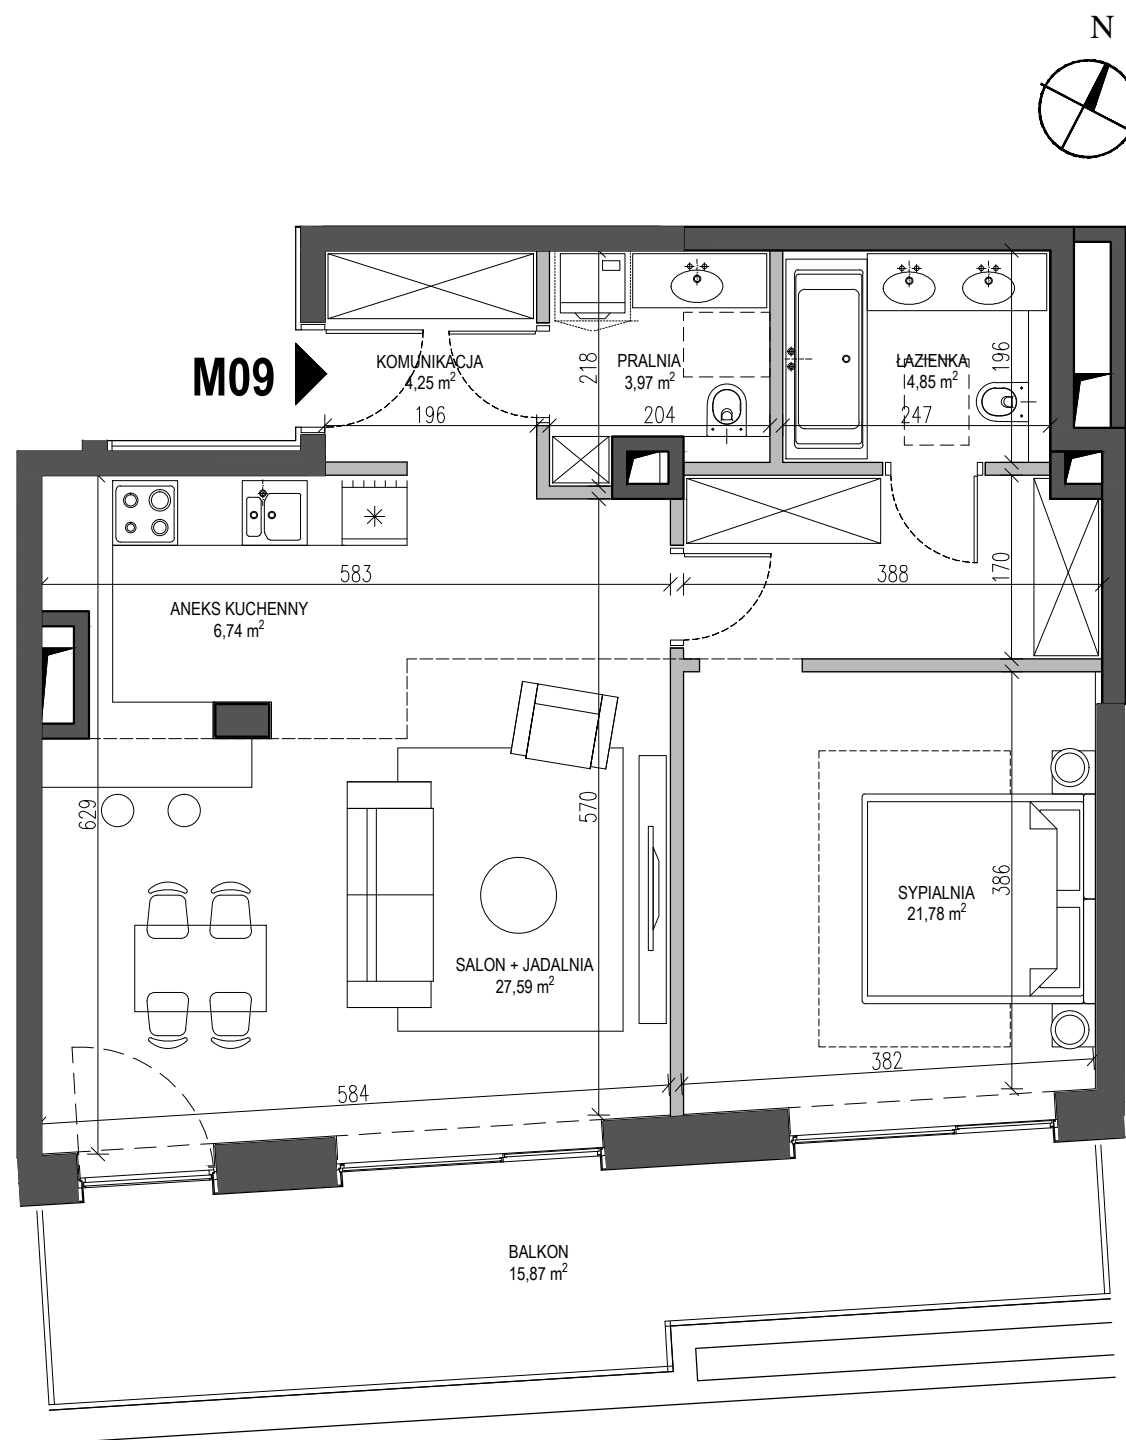 N
M09
KOMUNIKACJA
4,25 m²
PRALNIA
3,97 m²
ŁAZIENKA
4,85 m²
218
196
196
204
247
583
388
170
ANEKS KUCHENNY
6,74 m²
629
570
386
SYPIALNIA
21,78 m²
SALON + JADALNIA
27,59 m²
584
382
BALKON
15,87 m²